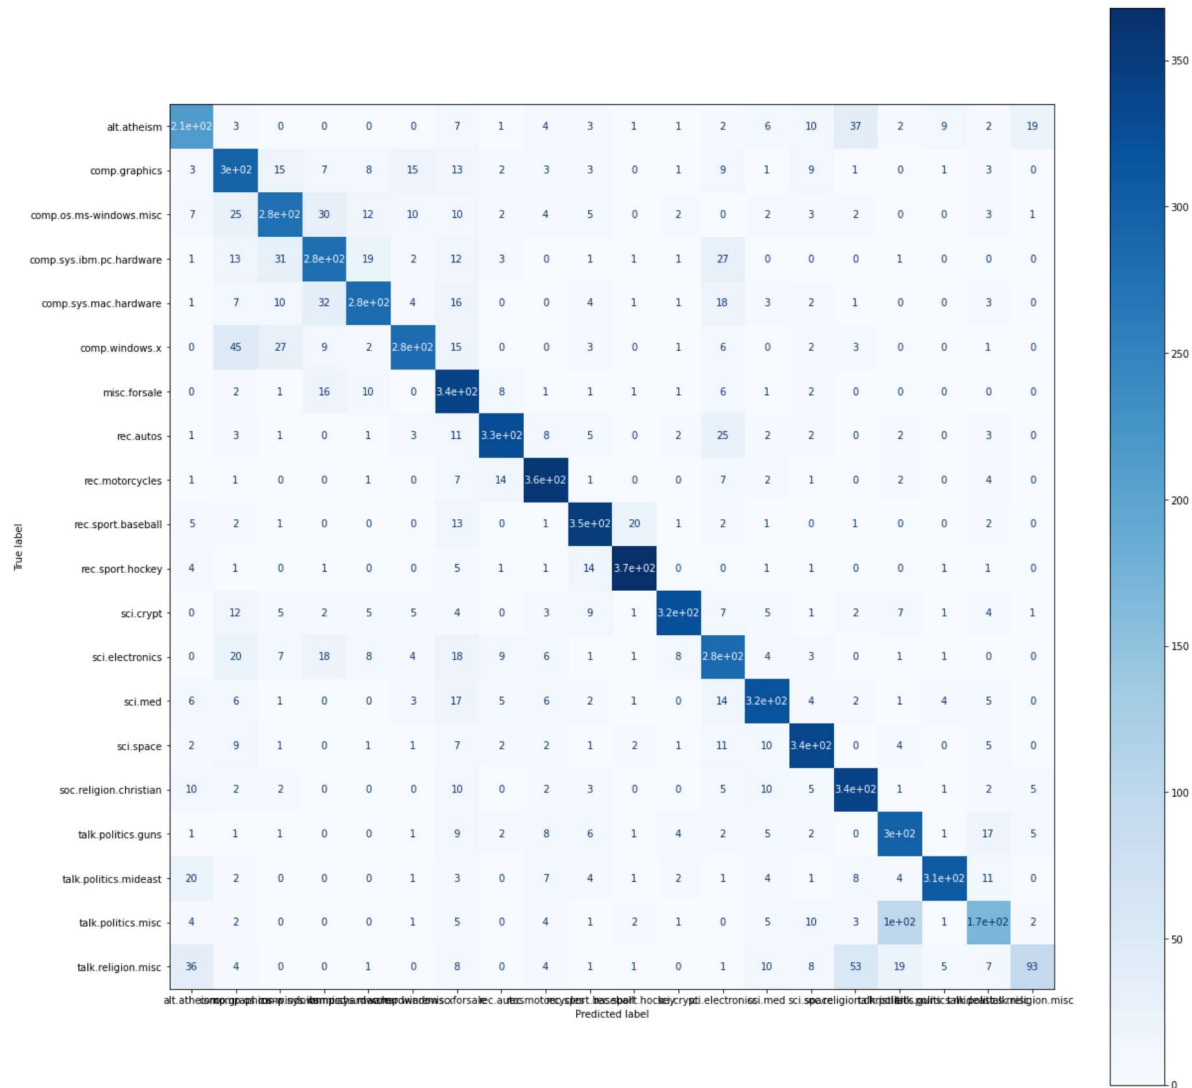 350
300
250
200
150
100
50
0
True label
alt.atheism 2.1e+02 3 0 0 0 0 7 1 4 3 1 1 2 6 10 37 2 9 2 19
comp.graphics 3 3e+02 15 7 8 15 13 2 3 3 0 1 9 1 9 1 0 1 3 0
comp.os.ms-windows.misc 7 25 2.8e+02 30 12 10 10 2 4 5 0 2 0 2 3 2 0 0 3 1
comp.sys.ibm.pc.hardware 1 13 31 2.8e+02 19 2 12 3 0 1 1 1 27 0 0 0 1 0 0 0
comp.sys.mac.hardware 1 7 10 32 2.8e+02 4 16 0 0 4 1 1 18 3 2 1 0 0 3 0
comp.windows.x 0 45 27 9 2 2.8e+02 15 0 0 3 0 1 6 0 2 3 0 0 1 0
misc.forsale 0 2 1 16 10 0 3.4e+02 8 1 1 1 1 6 1 2 0 0 0 0 0
rec.autos 1 3 1 0 1 3 11 3.3e+02 8 5 0 2 25 2 2 0 2 0 3 0
rec.motorcycles 1 1 0 0 1 0 7 14 3.6e+02 1 0 0 7 2 1 0 2 0 4 0
rec.sport.baseball 5 2 1 0 0 0 13 0 1 3.5e+02 20 1 2 1 0 1 0 0 2 0
rec.sport.hockey 4 1 0 1 0 0 5 1 1 14 3.7e+02 0 0 1 1 0 0 1 1 0
sci.crypt 0 12 5 2 5 5 4 0 3 9 1 3.2e+02 7 5 1 2 7 1 4 1
sci.electronics 0 20 7 18 8 4 18 9 6 1 1 8 2.8e+02 4 3 0 1 1 0 0
sci.med 6 6 1 0 0 3 17 5 6 2 1 0 14 3.2e+02 4 2 1 4 5 0
sci.space 2 9 1 0 1 1 7 2 2 1 2 1 11 10 3.4e+02 0 4 0 5 0
soc.religion.christian 10 2 2 0 0 0 10 0 2 3 0 0 5 10 5 3.4e+02 1 1 2 5
talk.politics.guns 1 1 1 0 0 1 9 2 8 6 1 4 2 5 2 0 3e+02 1 17 5
talk.politics.mideast 20 2 0 0 0 1 3 0 7 4 1 2 1 4 1 8 4 3.1e+02 11 0
talk.politics.misc 4 2 0 0 0 1 5 0 4 1 2 1 0 5 10 3 1e+02 1 1.7e+02 2
talk.religion.misc 36 4 0 0 1 0 8 0 4 1 1 0 1 10 8 53 19 5 7 93
sci.med
Predicted label